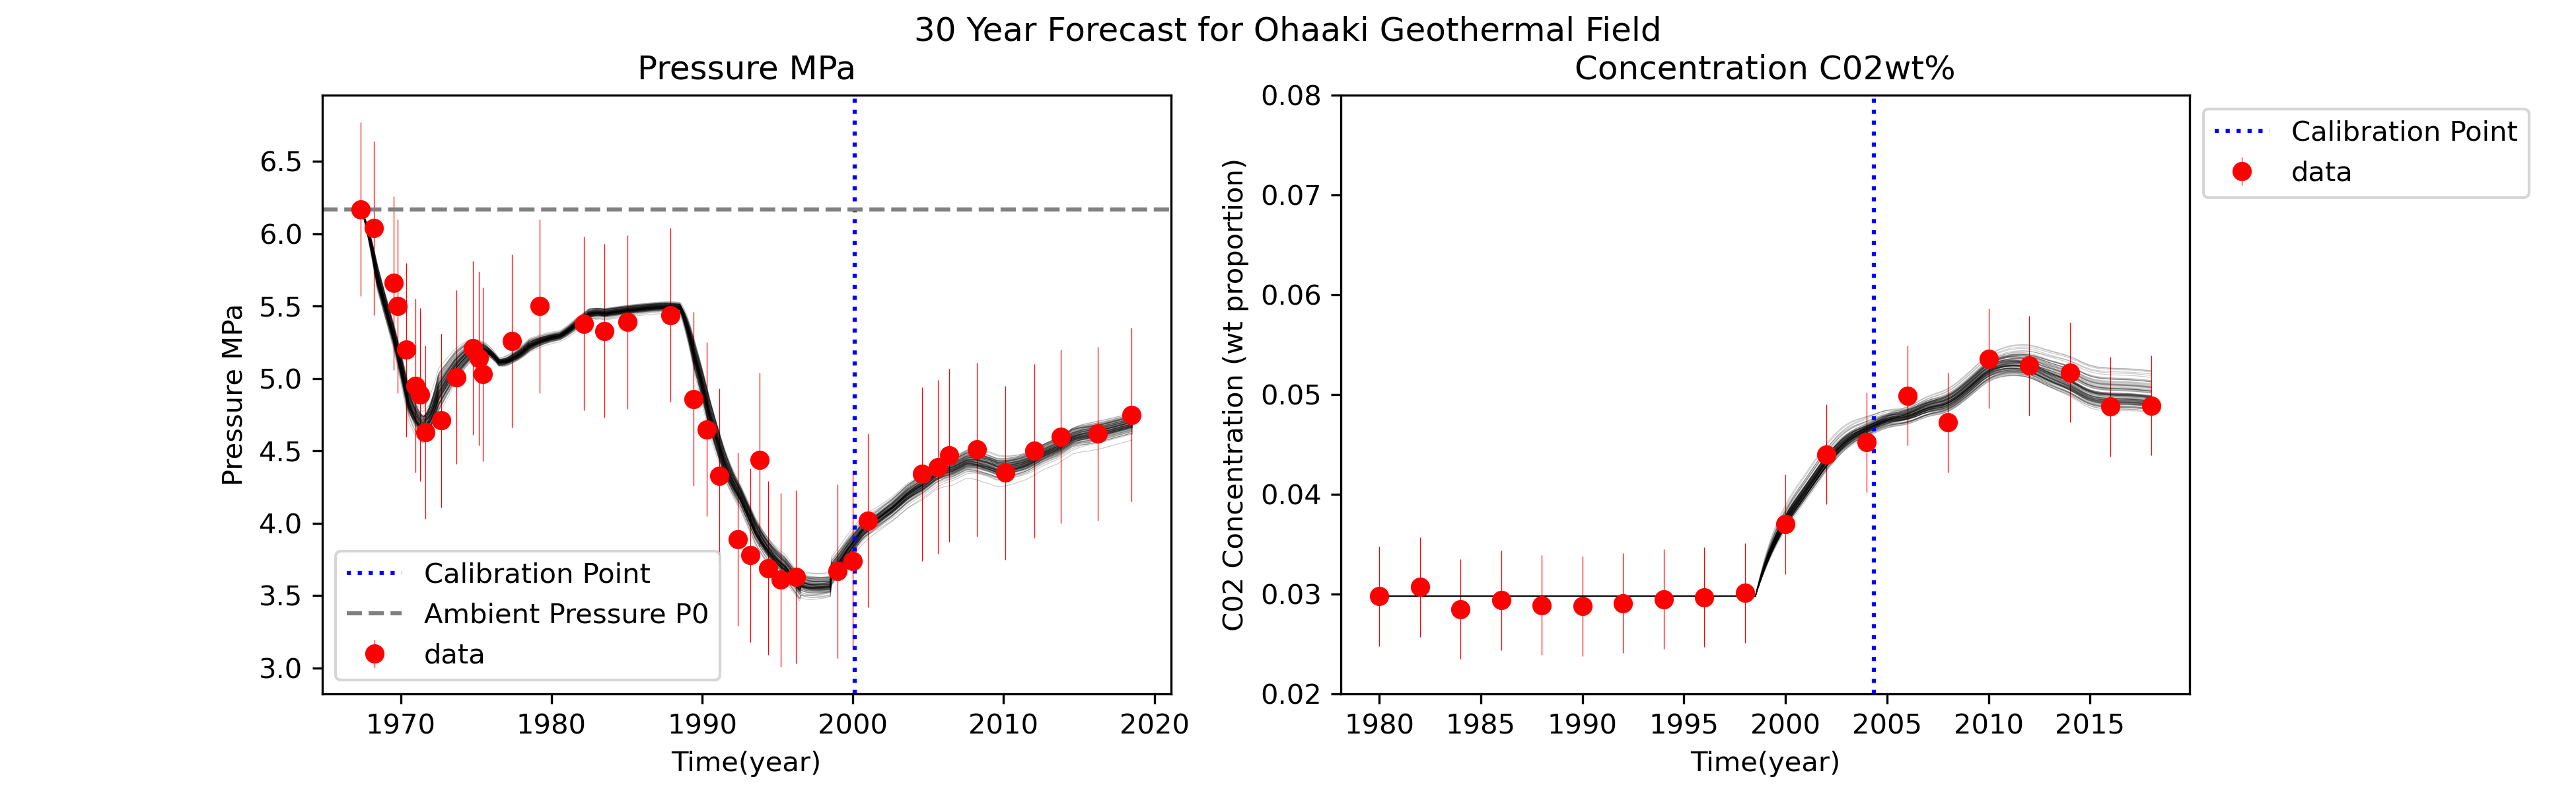 30 Year Forecast for Ohaaki Geothermal Field
Pressure MPa
Pressure MPa
6.5
6.0
5.5
5.0
4.5
4.0
3.5
3.0
Calibration Point
Ambient Pressure P0
data
1970 1980 1990 2000 2010 2020
Time(year)
Concentration C02wt%
C02 Concentration (wt proportion)
0.08
0.07
0.06
0.05
0.04
0.03
0.02
1980 1985 1990 1995 2000 2005 2010 2015
Time(year)
Calibration Point
data